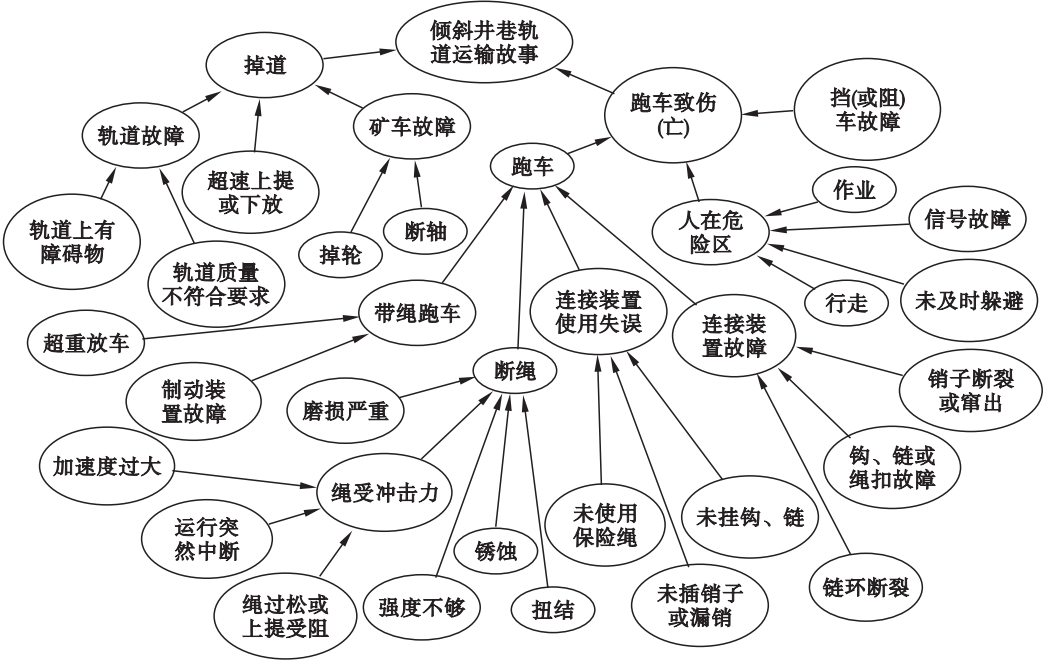 倾斜井巷轨
道运输故事
掉道
跑车致伤
(亡)
挡(或阻)
车故障
轨道故障
矿车故障
跑车
超速上提
或下放
作业
轨道上有
障碍物
断轴
掉轮
人在危
险区
信号故障
轨道质量
不符合要求
带绳跑车
连接装置
使用失误
行走
未及时躲避
超重放车
连接装
置故障
断绳
制动装
置故障
磨损严重
销子断裂
或窜出
加速度过大
绳受冲击力
钩、链或
绳扣故障
运行突
然中断
锈蚀
未使用
保险绳
未挂钩、链
绳过松或
上提受阻
强度不够
扭结
未插销子
或漏销
链环断裂